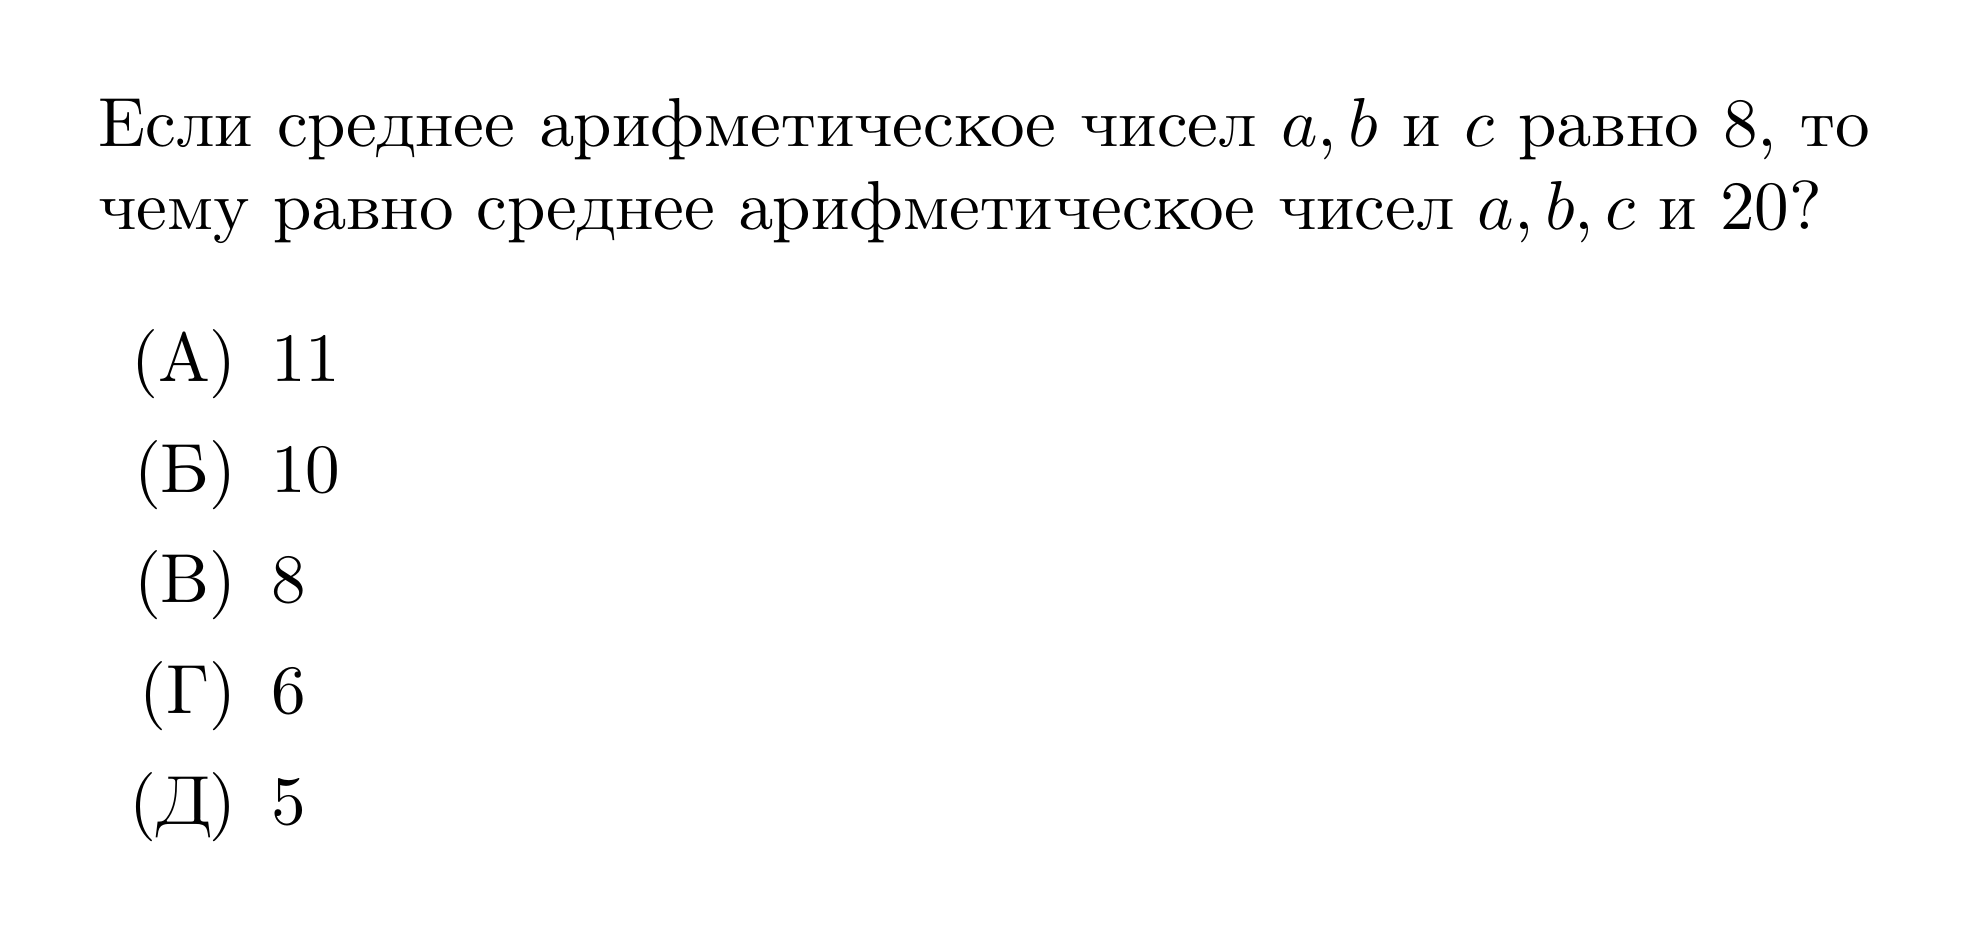 Если среднее арифметическое чисел a, b и c равно 8, то
чему равно среднее арифметическое чисел a, b, c и 20?
(А) 11
(Б) 10
(В) 8
(Г) 6
(Д) 5